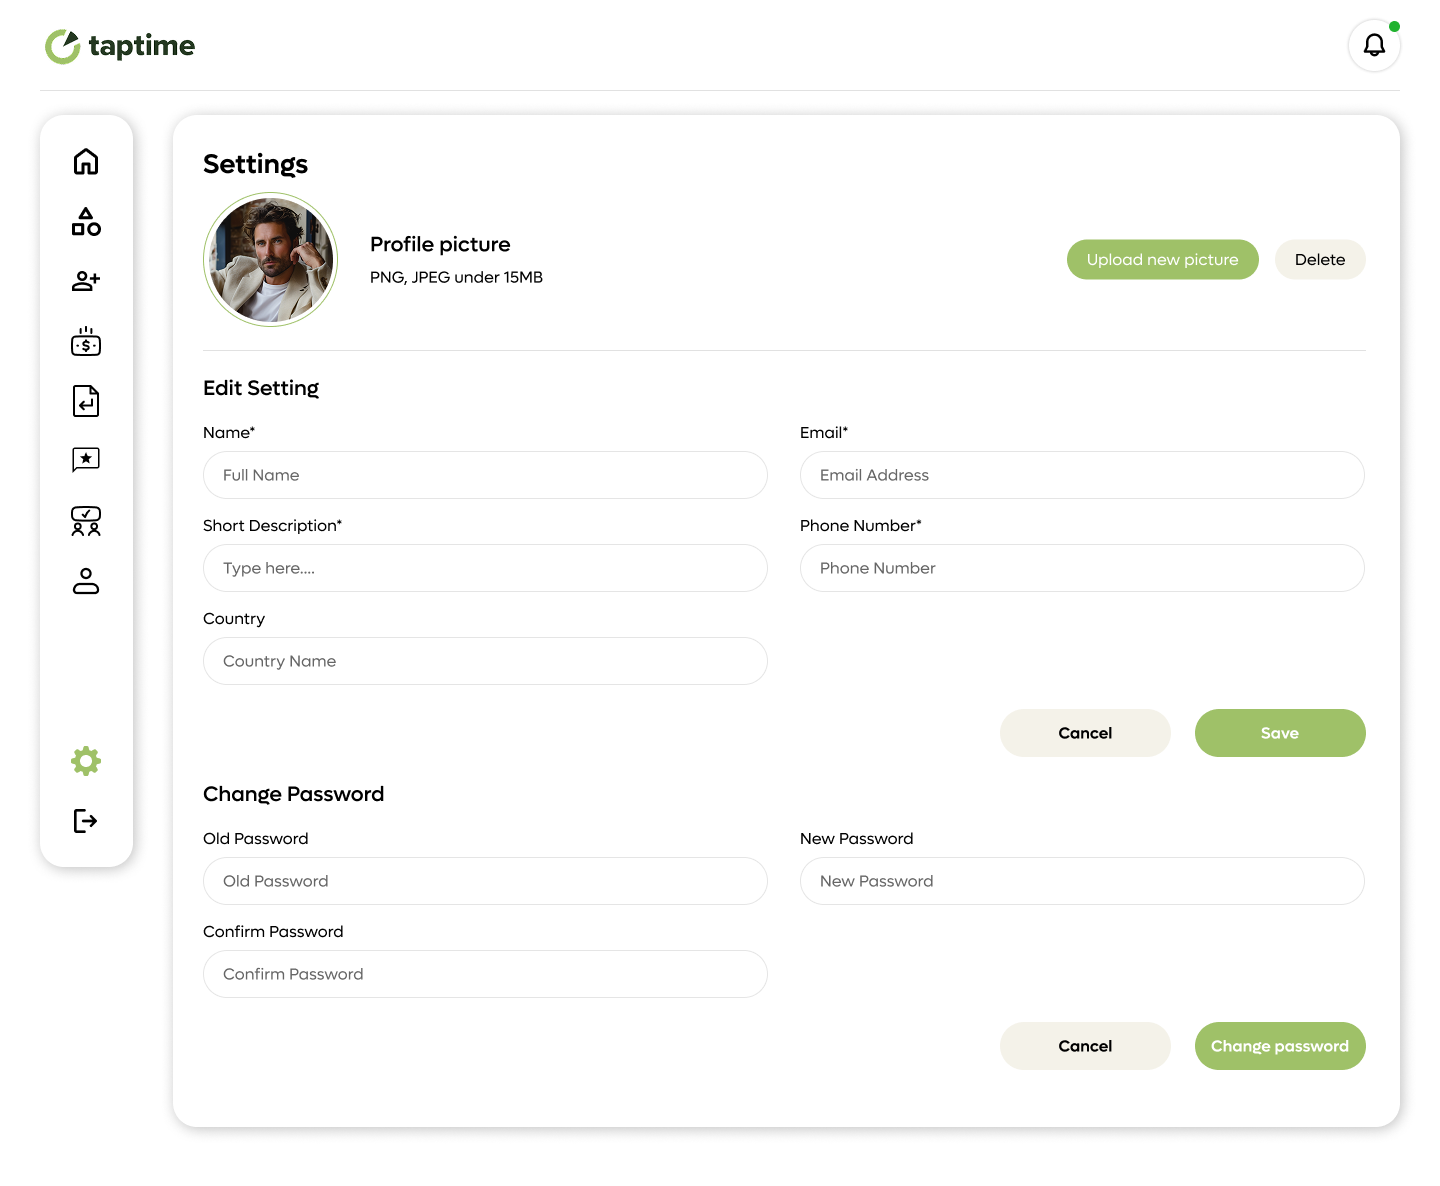 taptime
Settings
Profile picture
PNG, JPEG under 15MB
Upload new picture
Delete
Edit Setting
Name*
Email*
Full Name
Email Address
Short Description*
Phone Number*
Type here....
Phone Number
Country
Country Name
Cancel
Save
Change Password
Old Password
New Password
Old Password
New Password
Confirm Password
Confirm Password
Cancel
Change password